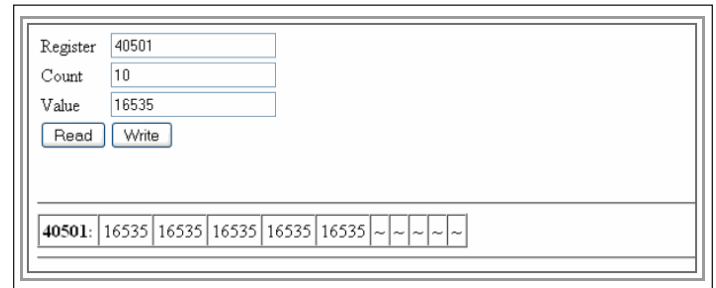 Register 40501
Count 10
Value 16535
Read Write
40501: 16535 16535 16535 16535 16535 ~ ~ ~ ~ ~